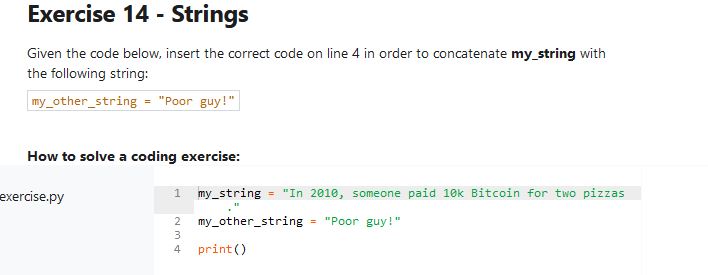 Exercise 14 - Strings
Given the code below, insert the correct code on line 4 in order to concatenate my_string with
the following string:
my_other_string = "Poor guy!"
How to solve a coding exercise:
exercise.py
1 my_string = "In 2010, someone paid 10k Bitcoin for two pizzas
."
2 my_other_string = "Poor guy!"
3
4 print()